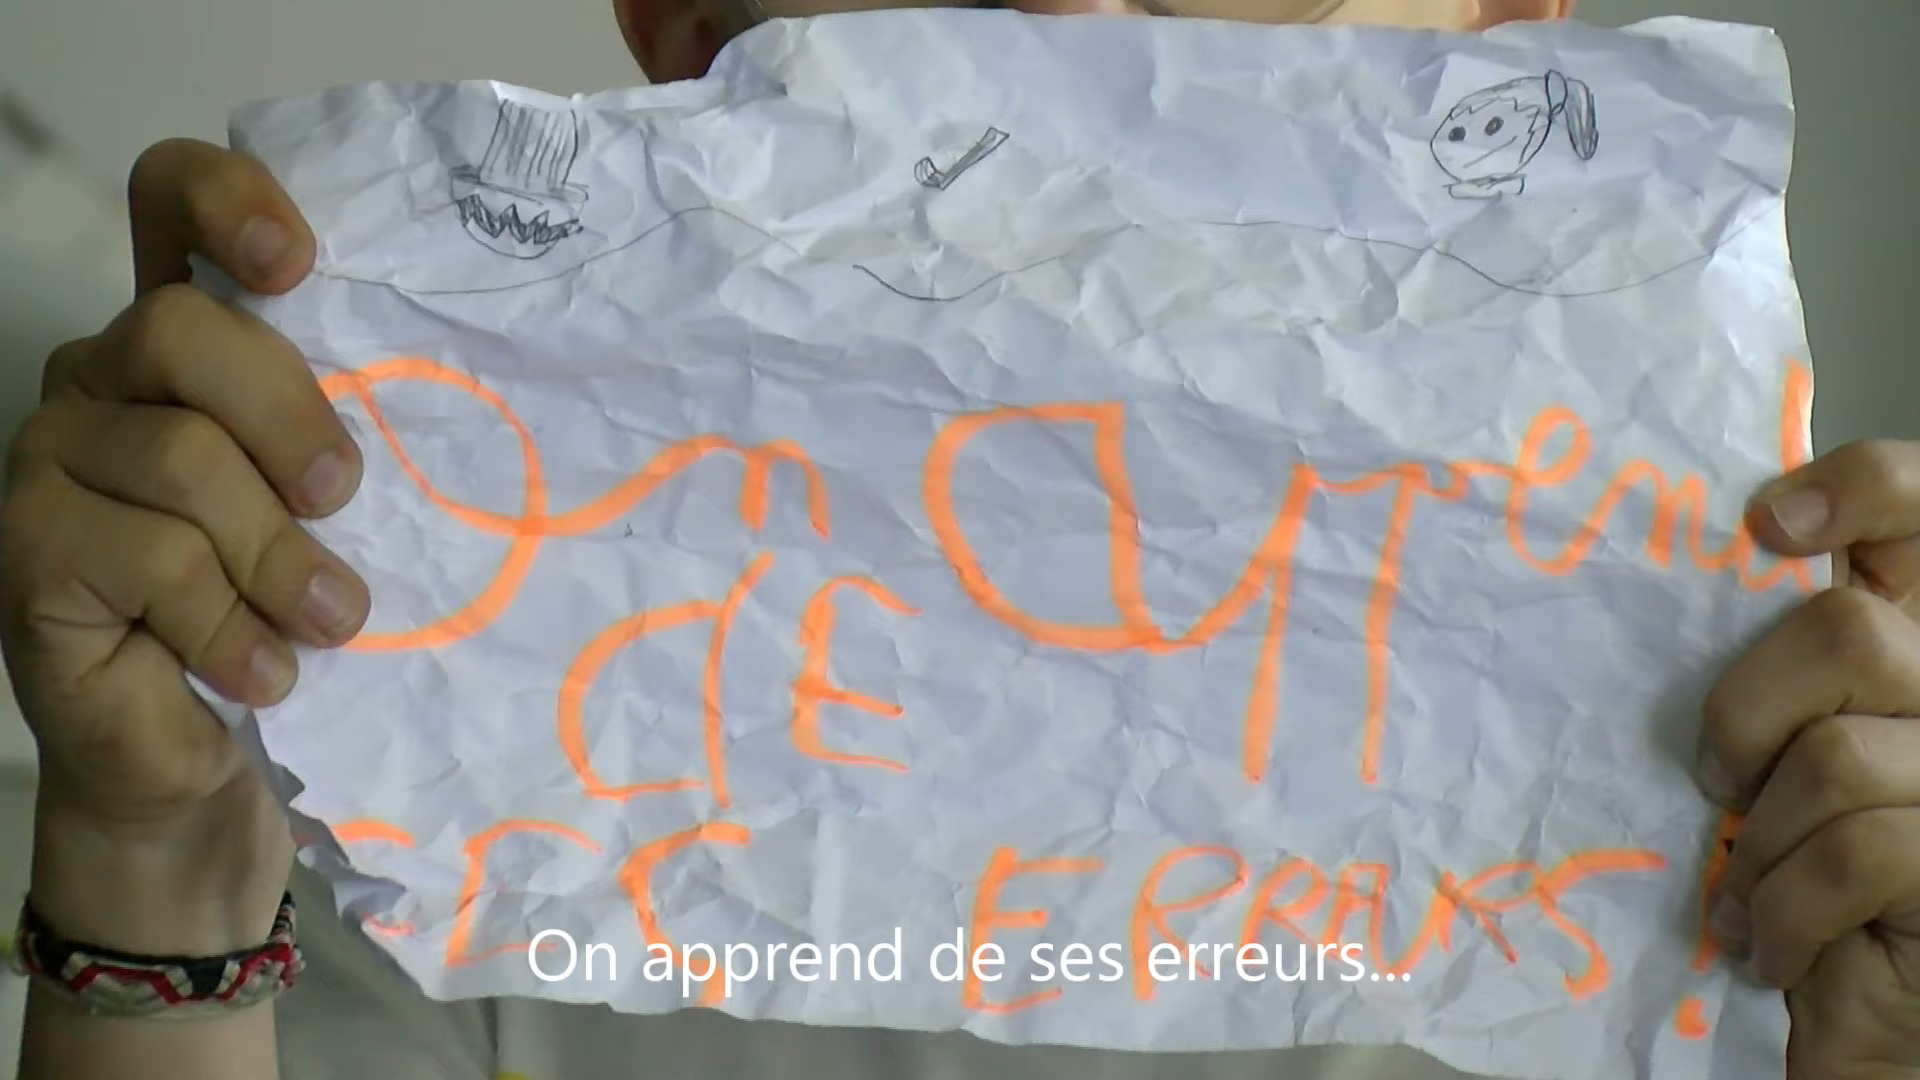 On apprend
dE
SES ERREURS !
On apprend de ses erreurs...